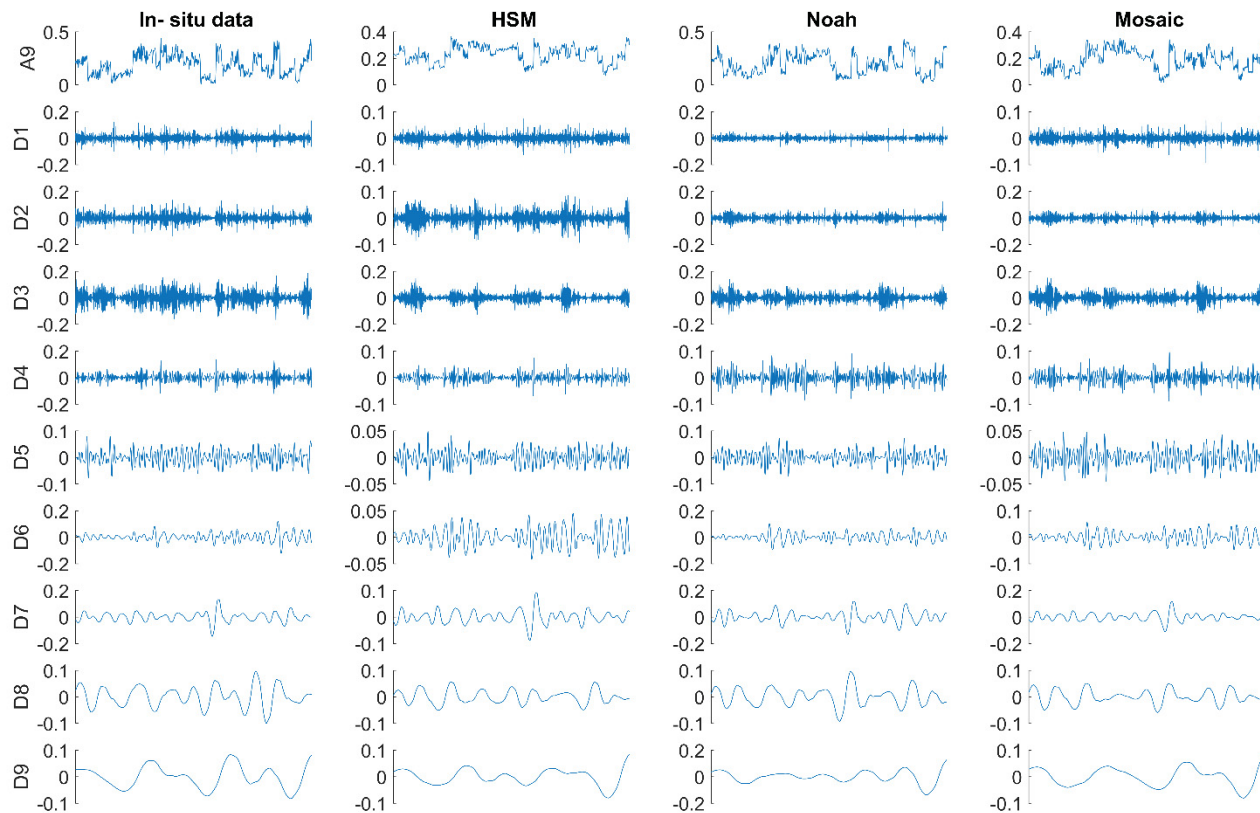 In- situ data HSM Noah Mosaic
A9 0.5 0 0.4 0.2 0 0.4 0.2 0 0.4 0.2 0
D1 0.2 0 -0.2 0.1 0 -0.1 0.2 0 -0.2 0.1 0 -0.1
D2 0.2 0 -0.2 0.1 0 -0.1 0.2 0 -0.2 0.2 0 -0.2
D3 0.2 0 -0.2 0.2 0 -0.2 0.2 0 -0.2 0.2 0 -0.2
D4 0.2 0 -0.2 0.1 0 -0.1 0.1 0 -0.1 0.1 0 -0.1
D5 0.1 0 -0.1 0.05 0 -0.05 0.1 0 -0.1 0.05 0 -0.05
D6 0.2 0 -0.2 0.05 0 -0.05 0.2 0 -0.2 0.1 0 -0.1
D7 0.2 0 -0.2 0.1 0 -0.1 0.2 0 -0.2 0.2 0 -0.2
D8 0.1 0 -0.1 0.1 0 -0.1 0.1 0 -0.1 0.1 0 -0.1
D9 0.1 0 -0.1 0.1 0 -0.1 0.2 0 -0.2 0.1 0 -0.1